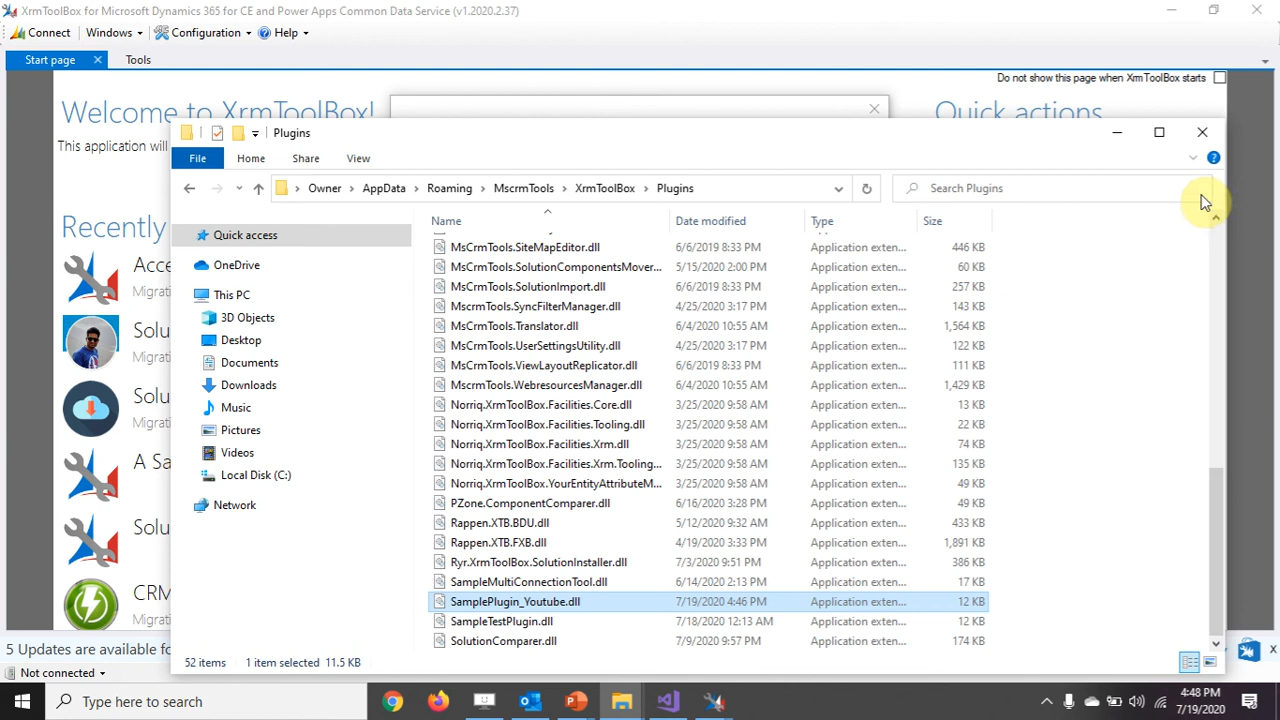 XrmToolBox for Microsoft Dynamics 365 for CE and Power Apps Common Data Service (v1.2020.2.37)
Connect Windows Configuration Help
Start page Tools
Do not show this page when XrmToolBox starts
Welcome to XrmToolBox! Quick actions
This application will
Recently
Acce
Migrati
Solu
Migrati
Solu
Migrati
A Sa
Migrati
Solu
Migrati
CRM
Migrati
5 Updates are available fo
Not connected
Plugins
File Home Share View
Owner AppData Roaming MscrmTools XrmToolBox Plugins
Search Plugins
Quick access
OneDrive
This PC
3D Objects
Desktop
Documents
Downloads
Music
Pictures
Videos
Local Disk (C:)
Network
Name Date modified Type Size
MsCrmTools.SiteMapEditor.dll 6/6/2019 8:33 PM Application exten... 446 KB
MsCrmTools.SolutionComponentsMover... 5/15/2020 2:00 PM Application exten... 60 KB
MsCrmTools.SolutionImport.dll 6/6/2019 8:33 PM Application exten... 257 KB
MscrmTools.SyncFilterManager.dll 4/25/2020 3:17 PM Application exten... 143 KB
MsCrmTools.Translator.dll 6/4/2020 10:55 AM Application exten... 1,564 KB
MsCrmTools.UserSettingsUtility.dll 4/25/2020 3:17 PM Application exten... 122 KB
MsCrmTools.ViewLayoutReplicator.dll 6/6/2019 8:33 PM Application exten... 111 KB
MscrmTools.WebresourcesManager.dll 6/4/2020 10:55 AM Application exten... 1,429 KB
Norriq.XrmToolBox.Facilities.Core.dll 3/25/2020 9:58 AM Application exten... 13 KB
Norriq.XrmToolBox.Facilities.Tooling.dll 3/25/2020 9:58 AM Application exten... 22 KB
Norriq.XrmToolBox.Facilities.Xrm.dll 3/25/2020 9:58 AM Application exten... 74 KB
Norriq.XrmToolBox.Facilities.Xrm.Tooling... 3/25/2020 9:58 AM Application exten... 135 KB
Norriq.XrmToolBox.YourEntityAttributeM... 3/25/2020 9:58 AM Application exten... 49 KB
PZone.ComponentComparer.dll 6/16/2020 3:28 PM Application exten... 49 KB
Rappen.XTB.BDU.dll 5/12/2020 9:32 AM Application exten... 433 KB
Rappen.XTB.FXB.dll 4/19/2020 3:33 PM Application exten... 1,891 KB
Ryr.XrmToolBox.SolutionInstaller.dll 7/3/2020 9:51 PM Application exten... 386 KB
SampleMultiConnectionTool.dll 6/14/2020 2:13 PM Application exten... 17 KB
SamplePlugin_Youtube.dll 7/19/2020 4:46 PM Application exten... 12 KB
SampleTestPlugin.dll 7/18/2020 12:13 AM Application exten... 12 KB
SolutionComparer.dll 7/9/2020 9:57 PM Application exten... 174 KB
52 items 1 item selected 11.5 KB
Type here to search
4:48 PM
7/19/2020